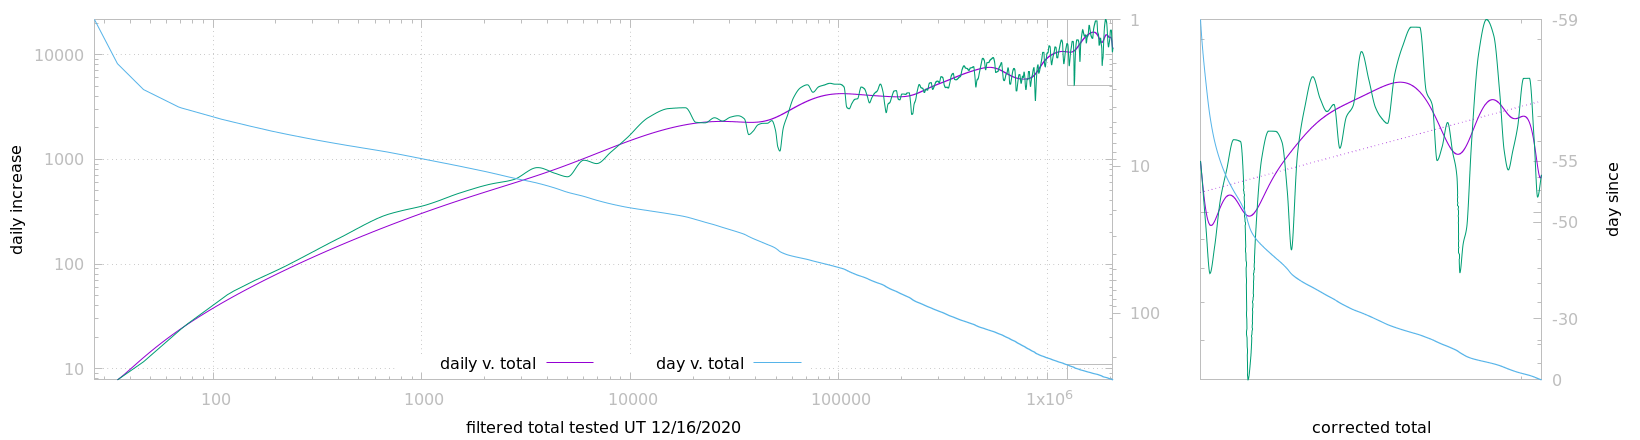 10000
1000
100
10
daily increase
1
10
100
daily v. total
day v. total
100
1000
10000
100000
1x10^6
filtered total tested UT 12/16/2020
-59
-55
-50
-30
0
day since
corrected total